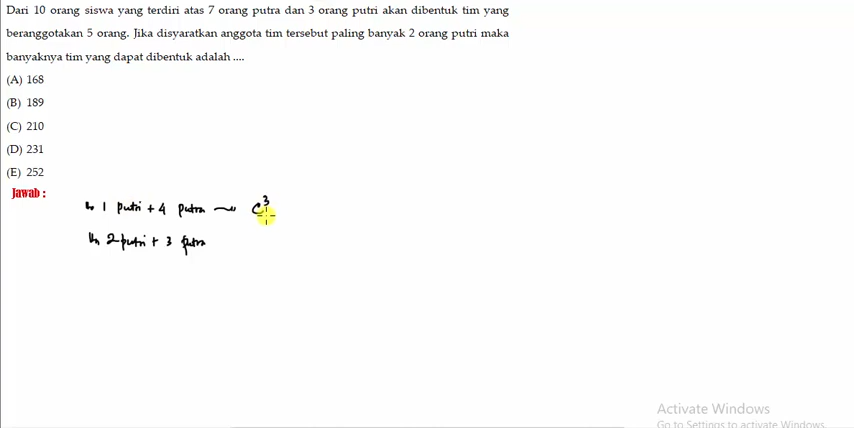 Dari 10 orang siswa yang terdiri atas 7 orang putra dan 3 orang putri akan dibentuk tim yang
beranggotakan 5 orang. Jika disyaratkan anggota tim tersebut paling banyak 2 orang putri maka
banyaknya tim yang dapat dibentuk adalah ....
(A) 168
(B) 189
(C) 210
(D) 231
(E) 252
Jawab :
1 putri + 4 putra → C³
2 putri + 3 putra
Activate Windows
Go to Settings to activate Windows.